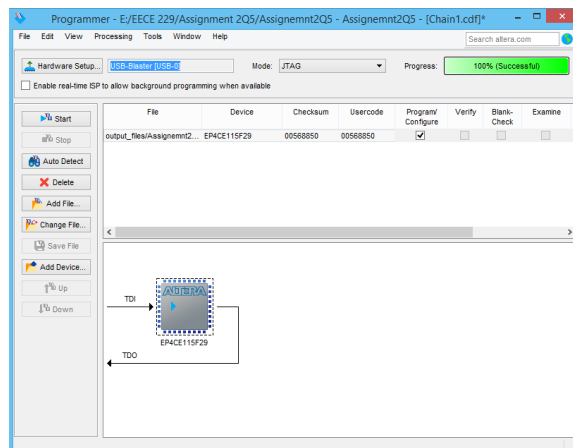 Programmer - E:/EECE 229/Assignment 2Q5/Assignemnt2Q5 - Assignemnt2Q5 - [Chain1.cdf]*
File Edit View Processing Tools Window Help
Search altera.com
Hardware Setup... USB-Blaster [USB-0] Mode: JTAG Progress: 100% (Successful)
Enable real-time ISP to allow background programming when available
Start
Stop
Auto Detect
Delete
Add File...
Change File...
Save File
Add Device...
Up
Down
File Device Checksum Usercode Program/Configure Verify Blank-Check Examine
output_files/Assignemnt2... EP4CE115F29 00568850 00568850
TDI
ALTERA
EP4CE115F29
TDO